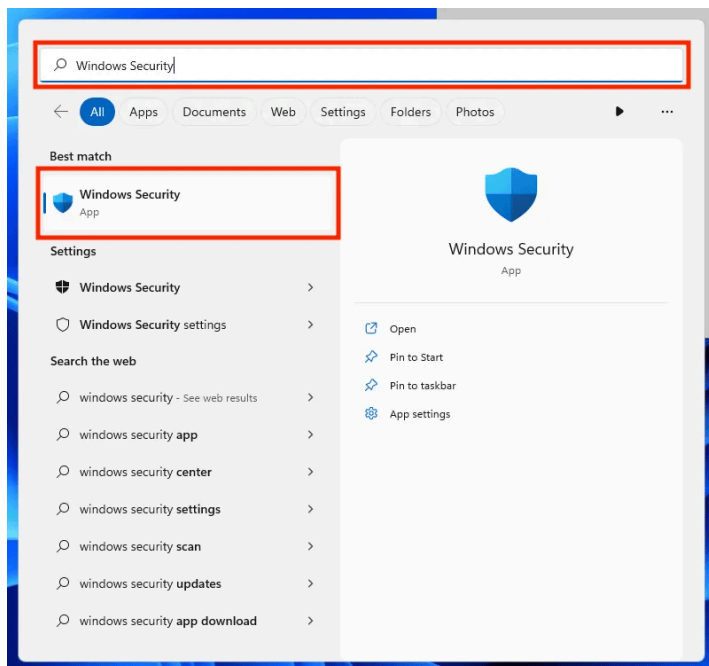 Windows Security
All Apps Documents Web Settings Folders Photos ...
Best match
Windows Security
App
Settings
Windows Security
Windows Security settings
Search the web
windows security - See web results
windows security app
windows security center
windows security settings
windows security scan
windows security updates
windows security app download
Windows Security
App
Open
Pin to Start
Pin to taskbar
App settings